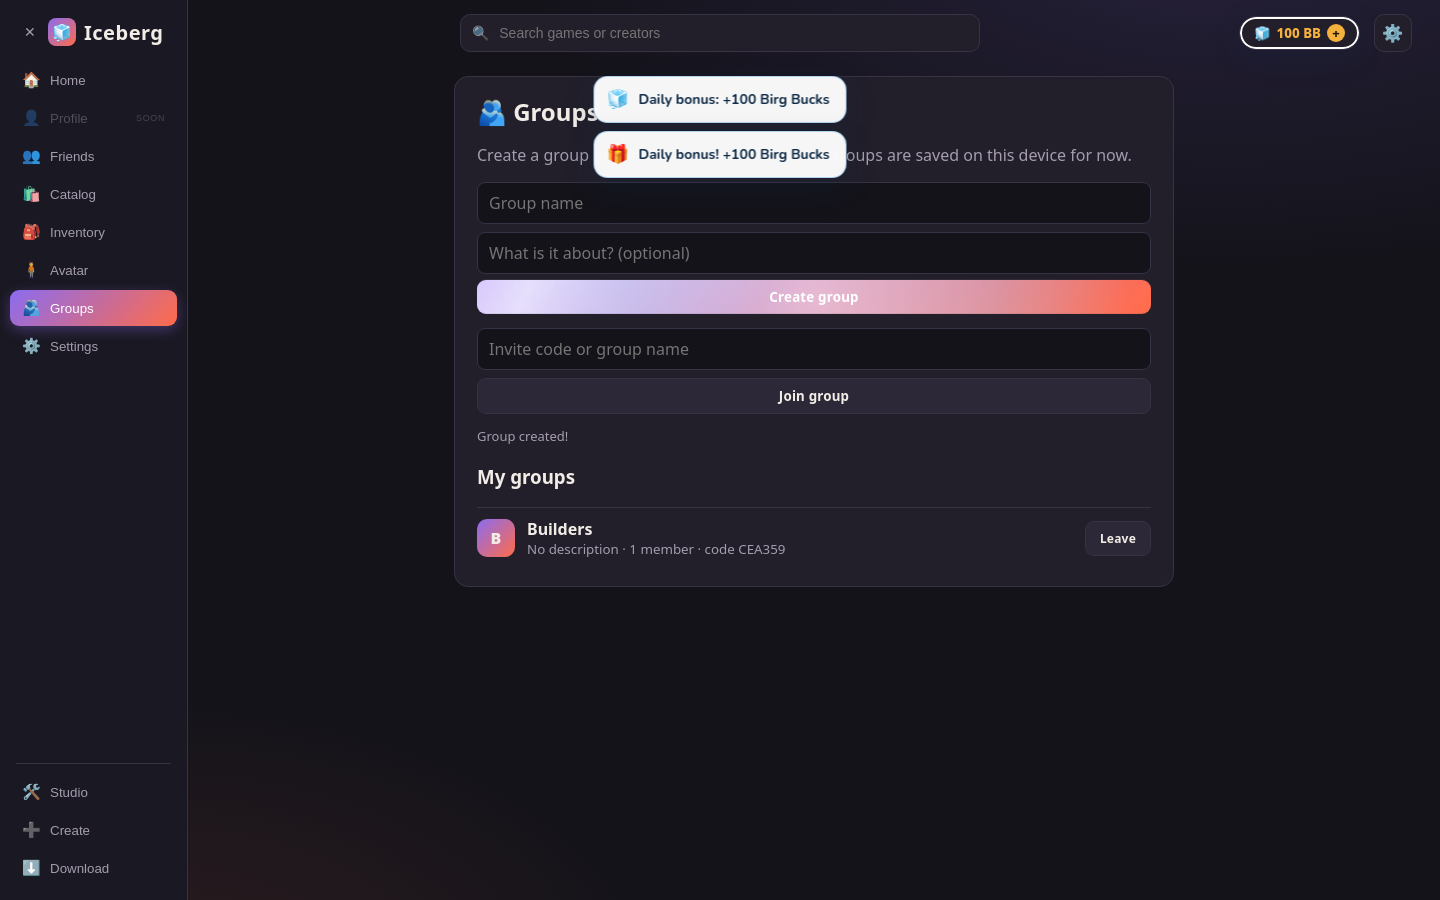 ✕ Iceberg
Home
Profile SOON
Friends
Catalog
Inventory
Avatar
Groups
Settings
Studio
Create
Download
Search games or creators
100 BB +
Groups
Daily bonus: +100 Birg Bucks
Daily bonus! +100 Birg Bucks
Create a group oups are saved on this device for now.
Group name
What is it about? (optional)
Create group
Invite code or group name
Join group
Group created!
My groups
B
Builders
No description · 1 member · code CEA359
Leave